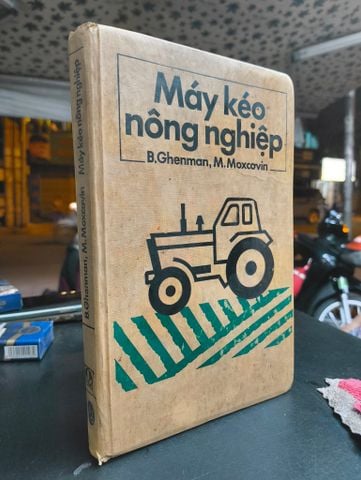 Máy kéo
nông nghiệp
B.Ghenman, M.Moxcovin
B.Ghenman, M. Moxcovin Máy kéo nông nghiệp